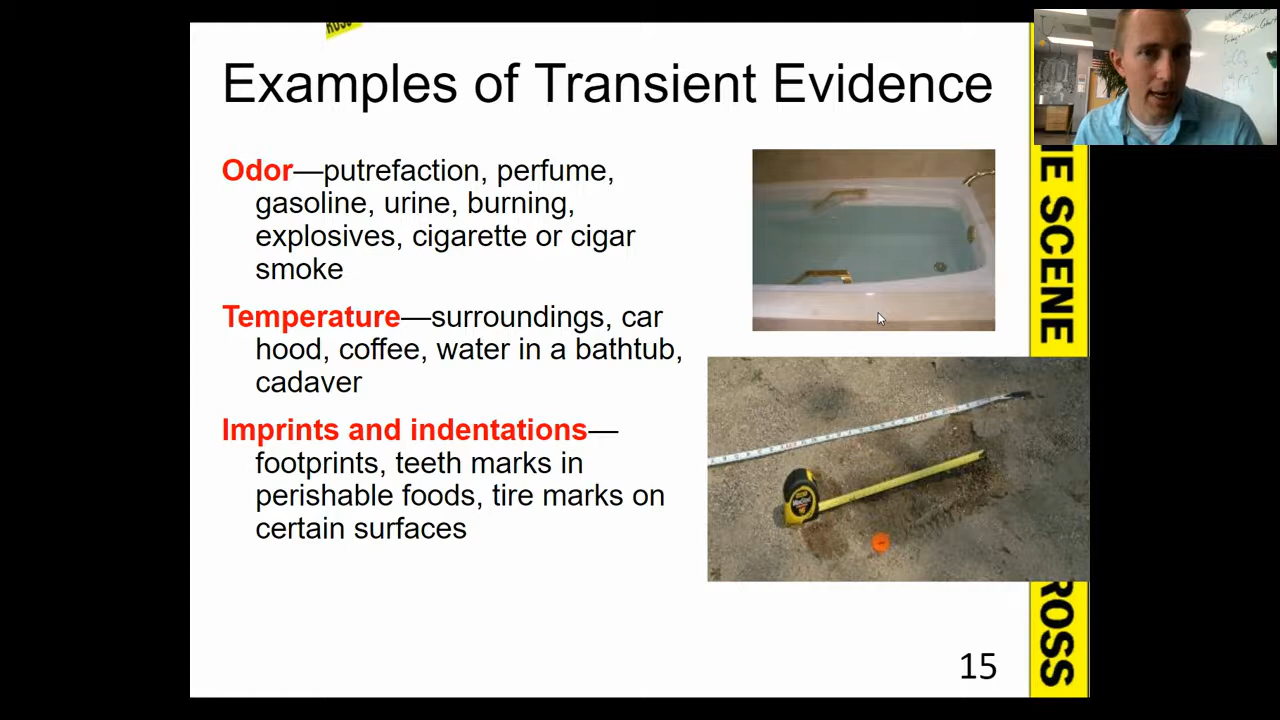 Examples of Transient Evidence
Odor—putrefaction, perfume,
gasoline, urine, burning,
explosives, cigarette or cigar
smoke
Temperature—surroundings, car
hood, coffee, water in a bathtub,
cadaver
Imprints and indentations—
footprints, teeth marks in
perishable foods, tire marks on
certain surfaces
15
SCENE
ROSS